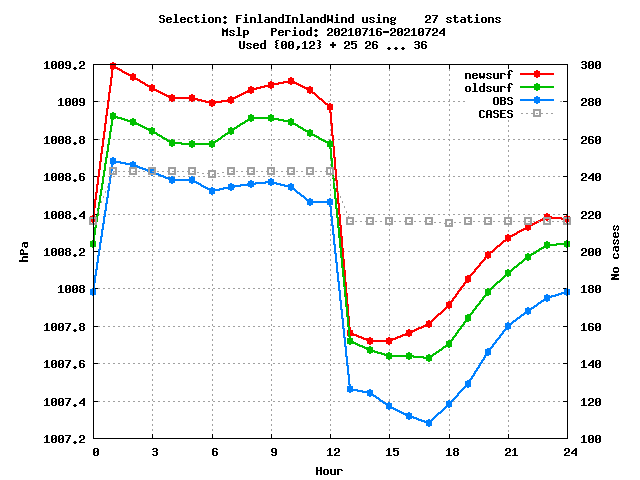 Selection: FinlandInlandWind using    27 stations
Mslp   Period: 20210716-20210724
Used {00,12} + 25 26 ... 36
newsurf
oldsurf
OBS
CASES
1009.2
1009
1008.8
1008.6
1008.4
1008.2
1008
1007.8
1007.6
1007.4
1007.2
hPa
300
280
260
240
220
200
180
160
140
120
100
No cases
0 3 6 9 12 15 18 21 24
Hour